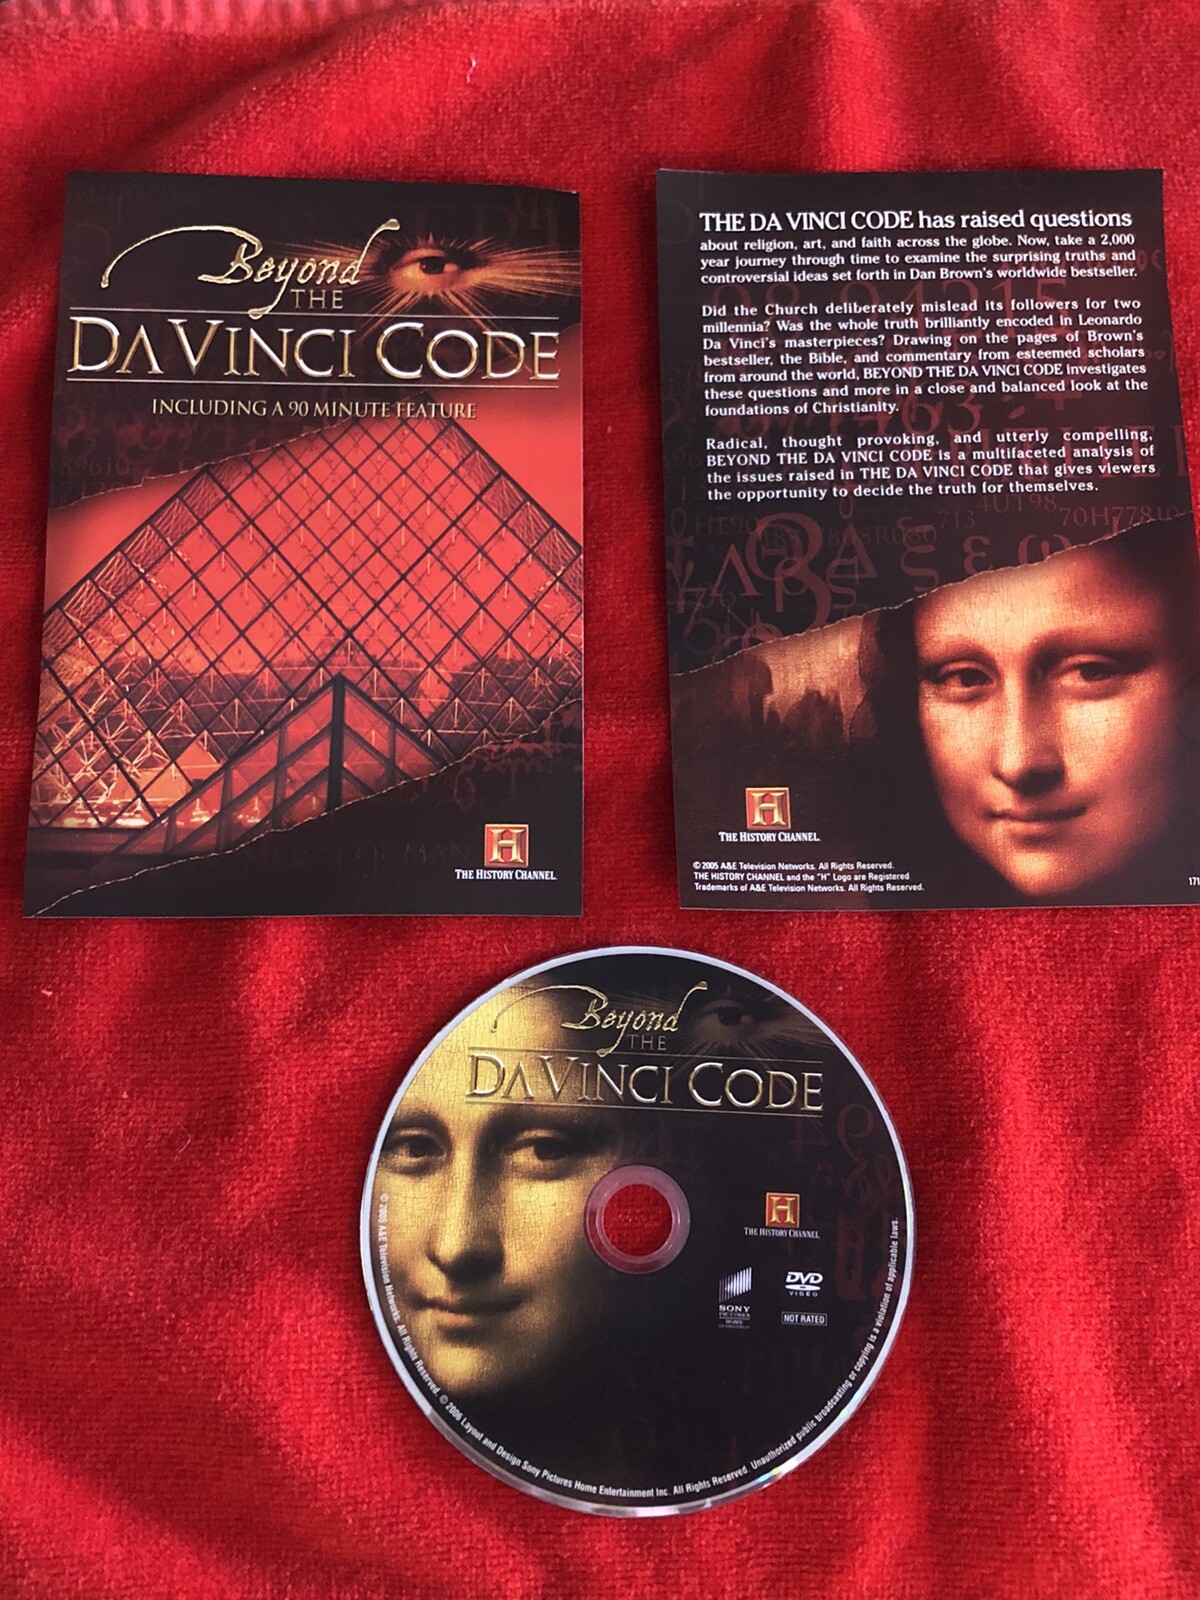 Beyond
THE
DA VINCI CODE
INCLUDING A 90 MINUTE FEATURE
H
THE HISTORY CHANNEL.
THE DA VINCI CODE has raised questions
about religion, art, and faith across the globe. Now, take a 2,000
year journey through time to examine the surprising truths and
controversial ideas set forth in Dan Brown's worldwide bestseller.
Did the Church deliberately mislead its followers for two
millennia? Was the whole truth brilliantly encoded in Leonardo
Da Vinci's masterpieces? Drawing on the pages of Brown's
bestseller, the Bible, and commentary from esteemed scholars
from around the world, BEYOND THE DA VINCI CODE investigates
these questions and more in a close and balanced look at the
foundations of Christianity.
Radical, thought provoking, and utterly compelling,
BEYOND THE DA VINCI CODE is a multifaceted analysis of
the issues raised in THE DA VINCI CODE that gives viewers
the opportunity to decide the truth for themselves.
H
THE HISTORY CHANNEL.
©2005 A&E Television Networks. All Rights Reserved.
THE HISTORY CHANNEL and the "H" Logo are Registered
Trademarks of A&E Television Networks. All Rights Reserved.
171
Beyond
THE
DA VINCI CODE
H
THE HISTORY CHANNEL
SONY
PICTURES
HOME
DVD
VIDEO
NOT RATED
© 2005 A&E Television Networks. All Rights Reserved. © 2006 Layout and Design Sony Pictures Home Entertainment Inc. All Rights Reserved. Unauthorized public broadcasting or copying is a violation of applicable laws.